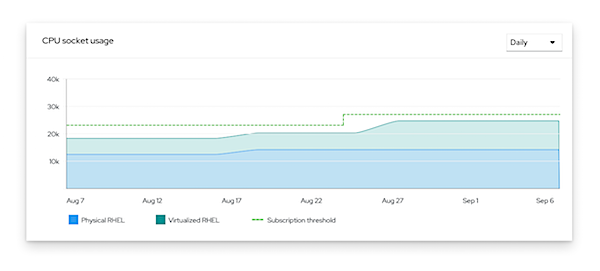 CPU socket usage
Daily
40k
30k
20k
10k
Aug 7 Aug 12 Aug 17 Aug 22 Aug 27 Sep 1 Sep 6
Physical RHEL Virtualized RHEL Subscription threshold